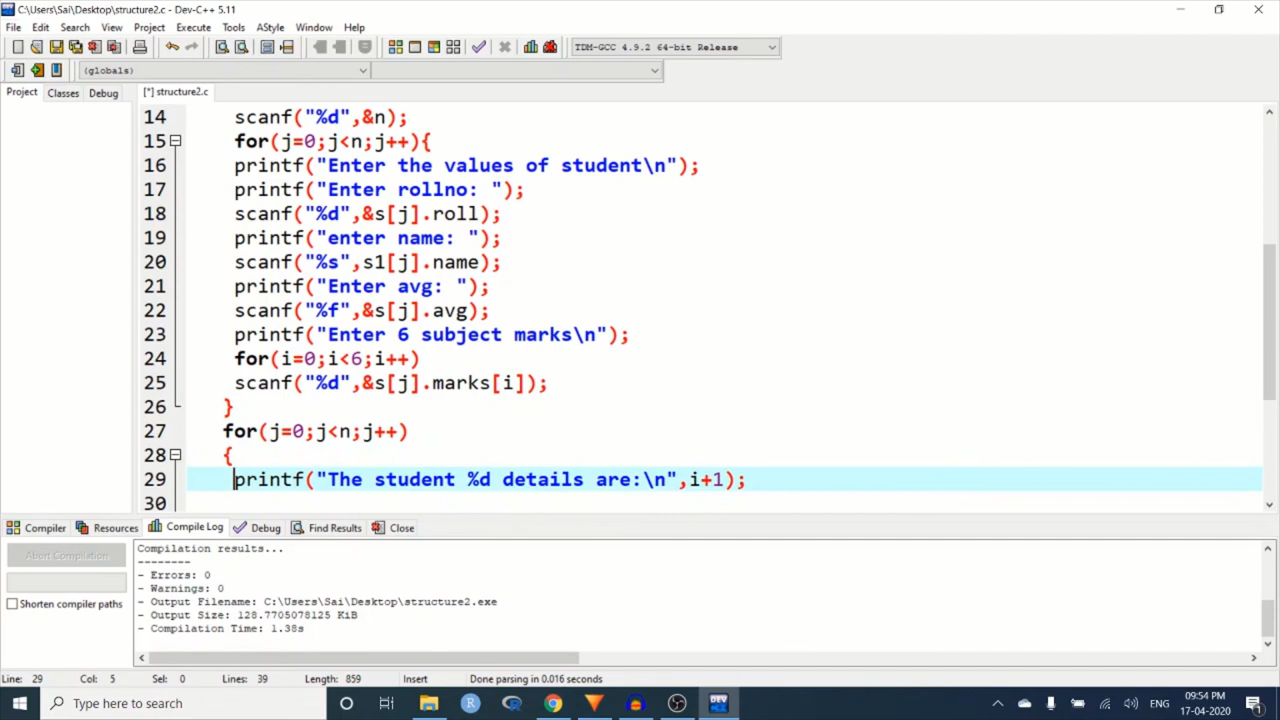 C:\Users\Sai\Desktop\structure2.c - Dev-C++ 5.11
File Edit Search View Project Execute Tools AStyle Window Help
TDM-GCC 4.9.2 64-bit Release
(globals)
Project Classes Debug [*] structure2.c
14 scanf("%d",&n);
15 for(j=0;j<n;j++){
16 printf("Enter the values of student\n");
17 printf("Enter rollno: ");
18 scanf("%d",&s[j].roll);
19 printf("enter name: ");
20 scanf("%s",s1[j].name);
21 printf("Enter avg: ");
22 scanf("%f",&s[j].avg);
23 printf("Enter 6 subject marks\n");
24 for(i=0;i<6;i++)
25 scanf("%d",&s[j].marks[i]);
26 }
27 for(j=0;j<n;j++)
28 {
29 printf("The student %d details are:\n",i+1);
30
Compiler Resources Compile Log Debug Find Results Close
Abort Compilation
Shorten compiler paths
Compilation results...
--------
- Errors: 0
- Warnings: 0
- Output Filename: C:\Users\Sai\Desktop\structure2.exe
- Output Size: 128.7705078125 KiB
- Compilation Time: 1.38s
Line: 29 Col: 5 Sel: 0 Lines: 39 Length: 859 Insert Done parsing in 0.016 seconds
Type here to search
R
R
DEV
ENG
09:54 PM
17-04-2020
1